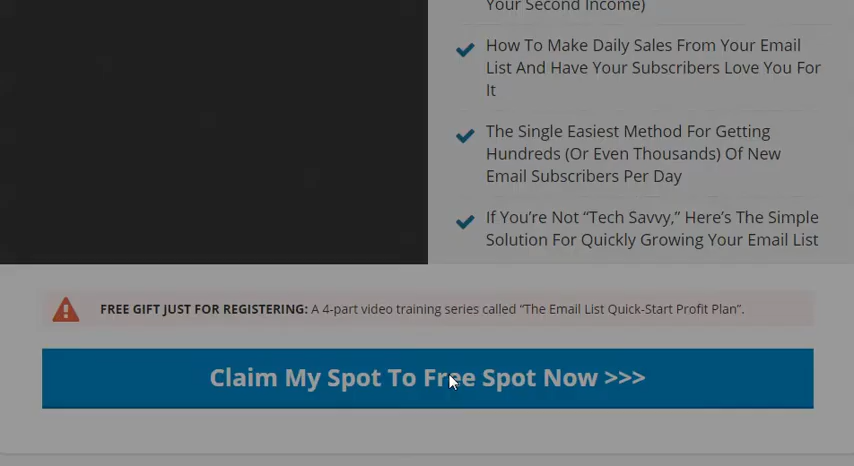 Your Second Income)
How To Make Daily Sales From Your Email
List And Have Your Subscribers Love You For
It
The Single Easiest Method For Getting
Hundreds (Or Even Thousands) Of New
Email Subscribers Per Day
If You’re Not “Tech Savvy,” Here’s The Simple
Solution For Quickly Growing Your Email List
FREE GIFT JUST FOR REGISTERING: A 4-part video training series called “The Email List Quick-Start Profit Plan”.
Claim My Spot To Free Spot Now >>>